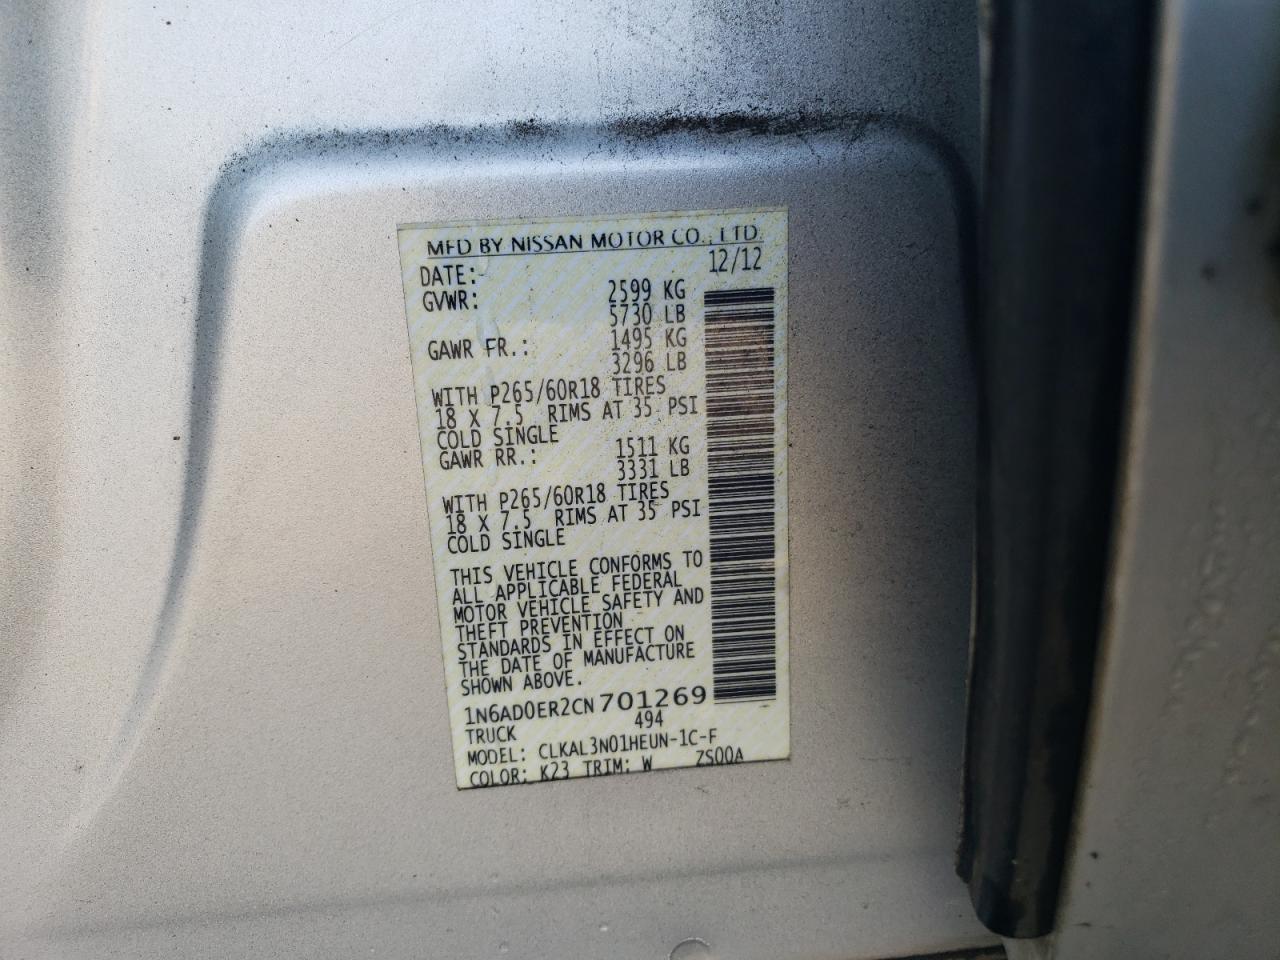 MFD BY NISSAN MOTOR CO., LTD.
DATE: 12/12
GVWR: 2599 KG
5730 LB
GAWR FR.: 1495 KG
3296 LB
WITH P265/60R18 TIRES
18 X 7.5 RIMS AT 35 PSI
COLD SINGLE
GAWR RR.: 1511 KG
3331 LB
WITH P265/60R18 TIRES
18 X 7.5 RIMS AT 35 PSI
COLD SINGLE
THIS VEHICLE CONFORMS TO
ALL APPLICABLE FEDERAL
MOTOR VEHICLE SAFETY AND
THEFT PREVENTION
STANDARDS IN EFFECT ON
THE DATE OF MANUFACTURE
SHOWN ABOVE.
1N6AD0ER2CN701269
TRUCK 494
MODEL: CLKAL3N01HEUN-1C-F
COLOR: K23 TRIM: W ZS00A